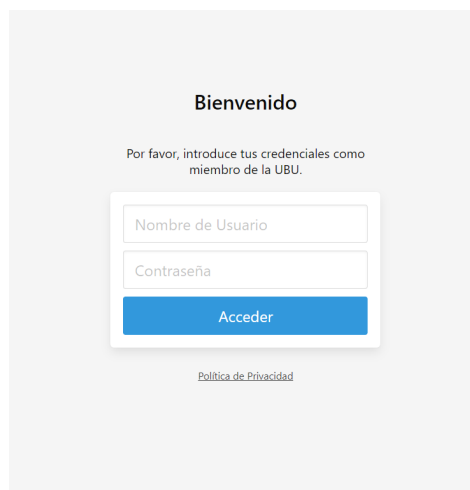 Bienvenido
Por favor, introduce tus credenciales como
miembro de la UBU.
Nombre de Usuario
Contraseña
Acceder
Política de Privacidad